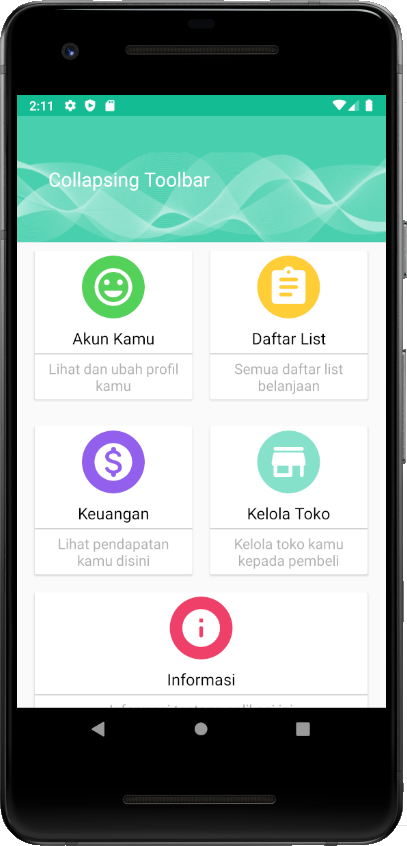 2:11
Collapsing Toolbar
Akun Kamu
Daftar List
Lihat dan ubah profil
kamu
Semua daftar list
belanjaan
Keuangan
Kelola Toko
Lihat pendapatan
kamu disini
Kelola toko kamu
kepada pembeli
Informasi